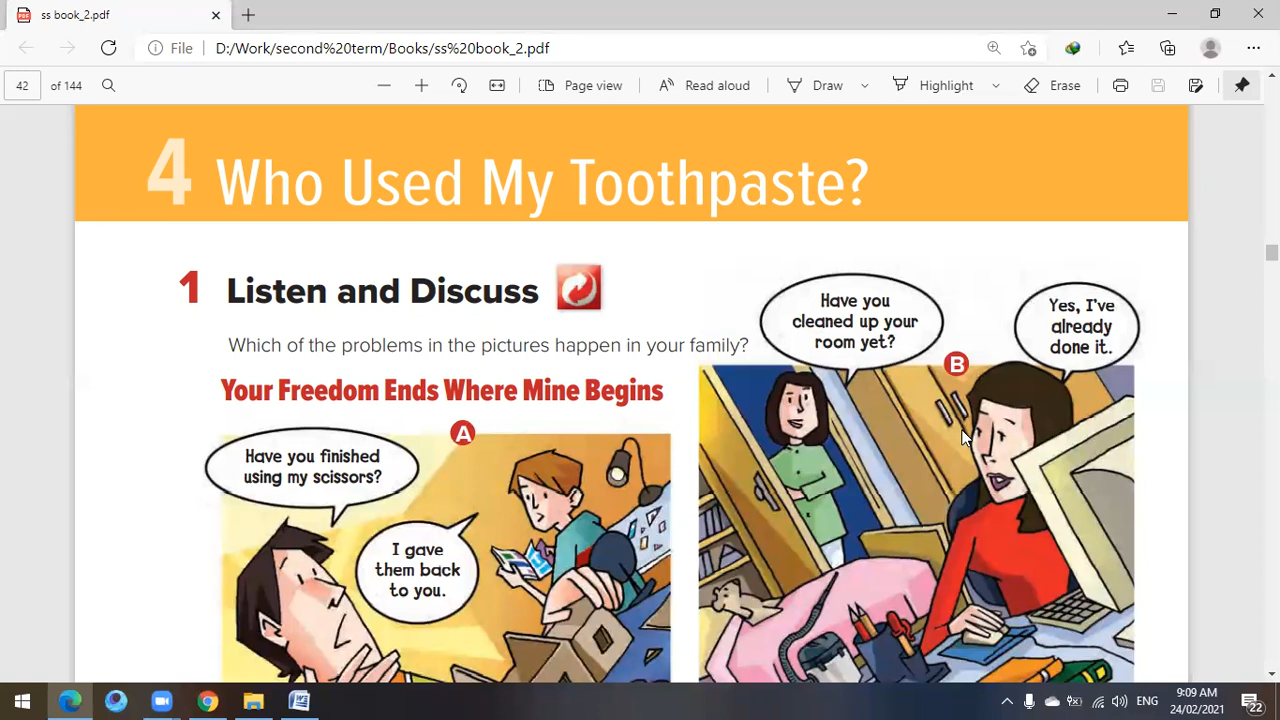 ss book_2.pdf
File
D:/Work/second%20term/Books/ss%20book_2.pdf
42 of 144
Page view
Read aloud
Draw
Highlight
Erase
4 Who Used My Toothpaste?
1 Listen and Discuss
Which of the problems in the pictures happen in your family?
Your Freedom Ends Where Mine Begins
A
Have you finished
using my scissors?
I gave
them back
to you.
B
Have you
cleaned up your
room yet?
Yes, I've
already
done it.
ENG
9:09 AM
24/02/2021
22